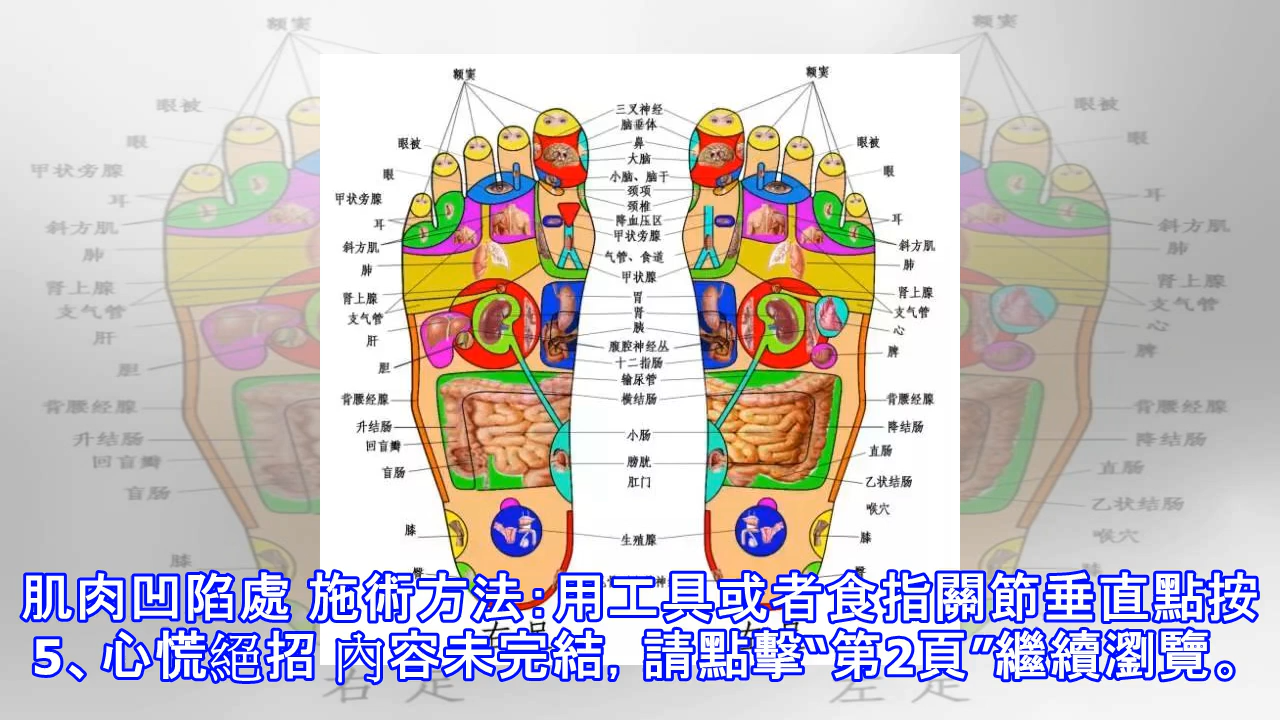 额窦
额窦
三叉神经
脑垂体
鼻
大脑
小脑、脑干
颈项
颈椎
降血压区
甲状旁腺
气管、食道
甲状腺
胃
肾
胰
腹腔神经丛
十二指肠
输尿管
横结肠
小肠
膀胱
肛门
生殖腺
眼被
眼
甲状旁腺
耳
斜方肌
肺
肾上腺
支气管
肝
胆
背腰经腺
升结肠
回盲瓣
盲肠
膝
臀
眼被
眼
耳
斜方肌
肺
肾上腺
支气管
心
脾
背腰经腺
降结肠
直肠
乙状结肠
喉穴
膝
臀
右足
左足
肌肉凹陷處 施術方法:用工具或者食指關節垂直點按
5、心慌絕招 內容未完結, 請點擊“第2頁”繼續瀏覽。